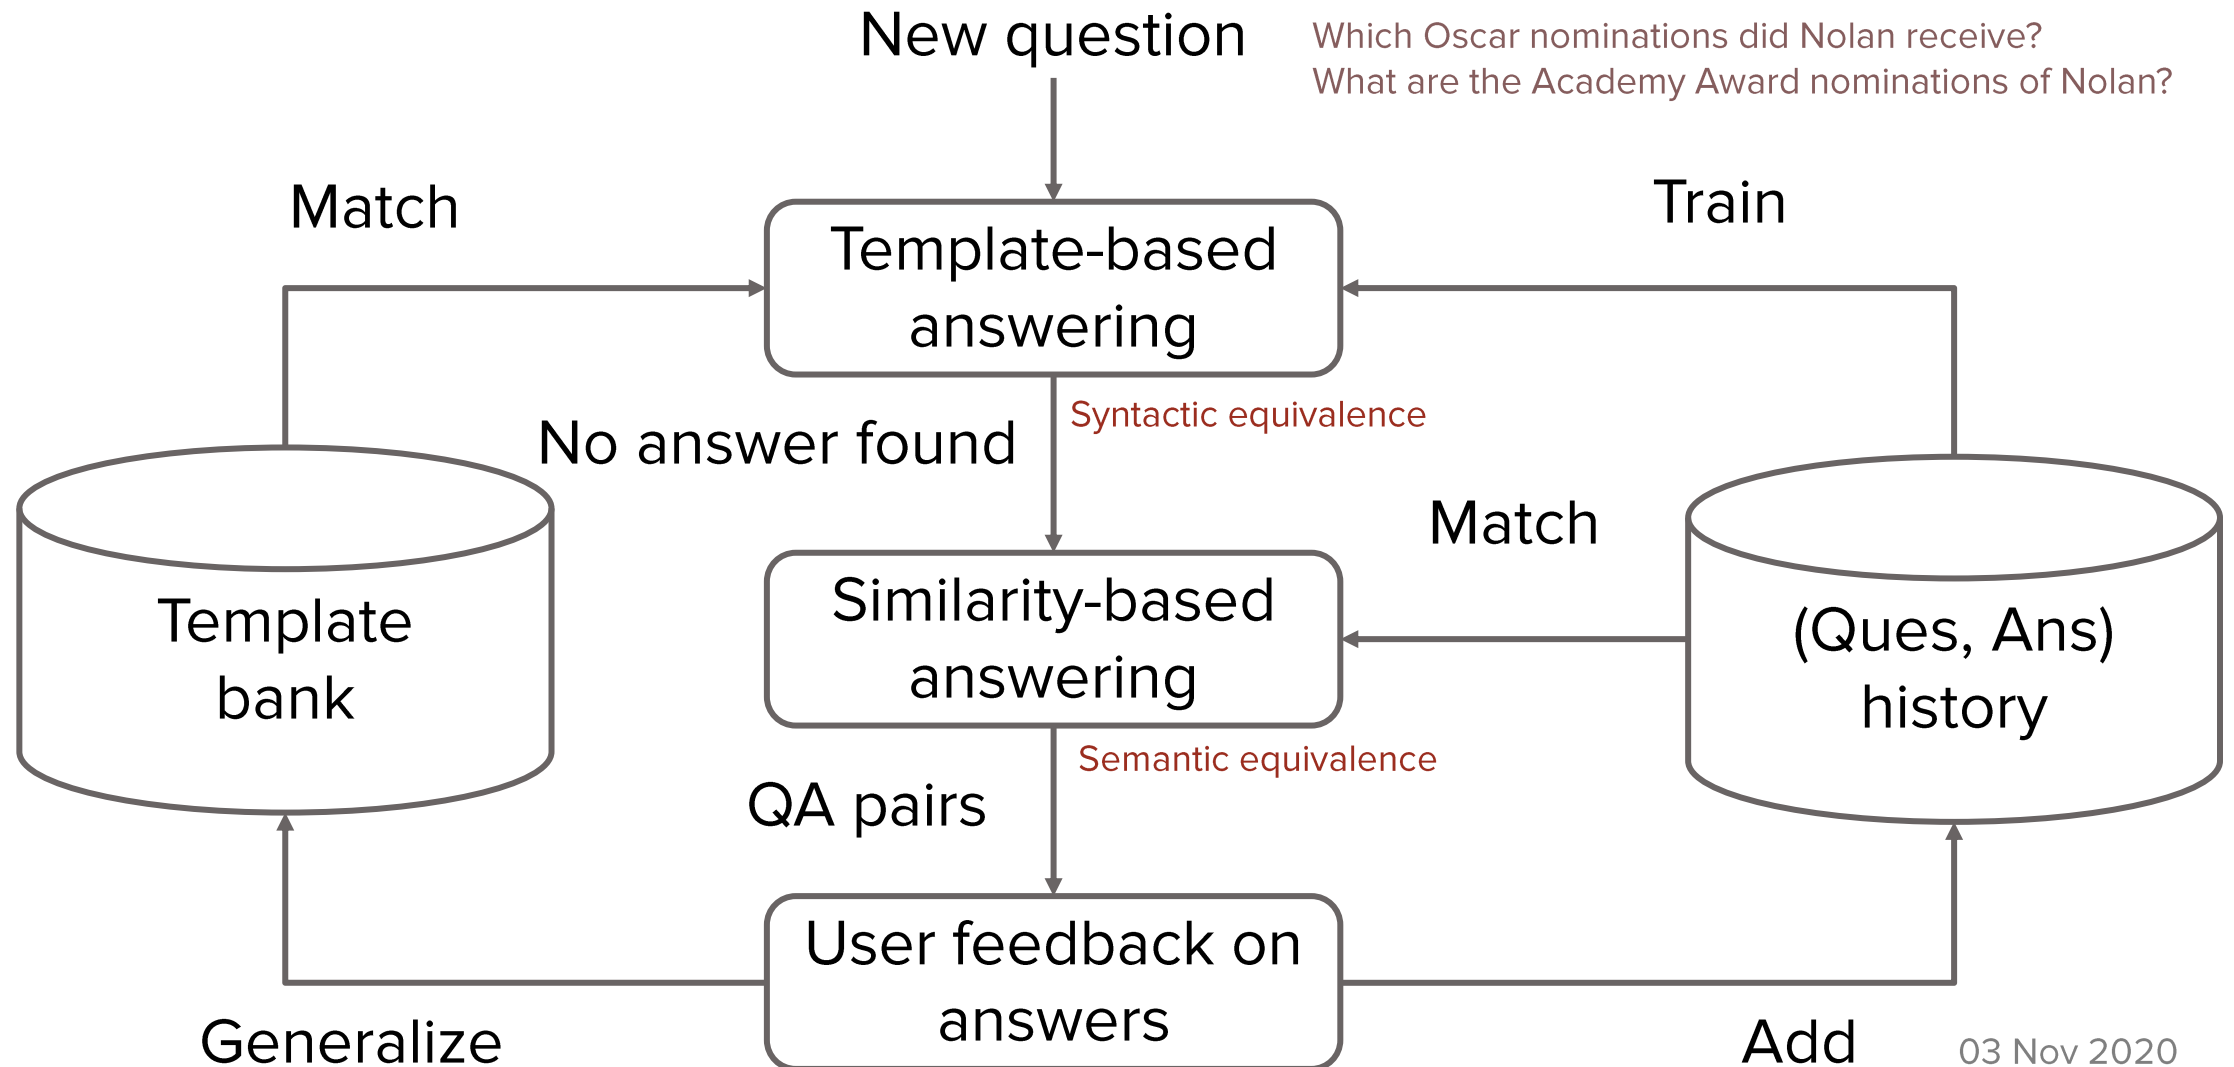 New question
Which Oscar nominations did Nolan receive?
What are the Academy Award nominations of Nolan?
Match
Train
Template-based
answering
Syntactic equivalence
No answer found
Match
Template
bank
Similarity-based
answering
(Ques, Ans)
history
Semantic equivalence
QA pairs
User feedback on
answers
Generalize
Add
03 Nov 2020